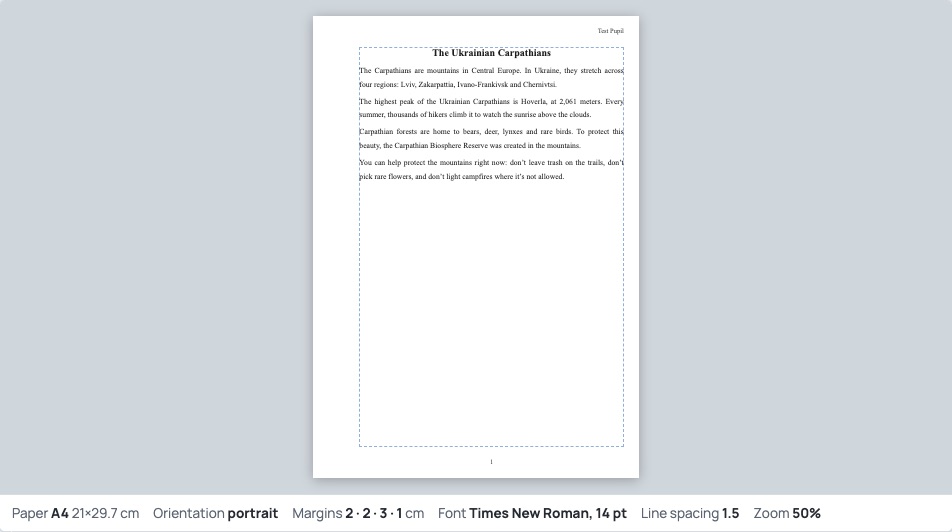 Test Pupil
The Ukrainian Carpathians
The Carpathians are mountains in Central Europe. In Ukraine, they stretch across
four regions: Lviv, Zakarpattia, Ivano-Frankivsk and Chernivtsi.
The highest peak of the Ukrainian Carpathians is Hoverla, at 2,061 meters. Every
summer, thousands of hikers climb it to watch the sunrise above the clouds.
Carpathian forests are home to bears, deer, lynxes and rare birds. To protect this
beauty, the Carpathian Biosphere Reserve was created in the mountains.
You can help protect the mountains right now: don’t leave trash on the trails, don’t
pick rare flowers, and don’t light campfires where it’s not allowed.
1
Paper A4 21×29.7 cm Orientation portrait Margins 2 · 2 · 3 · 1 cm Font Times New Roman, 14 pt Line spacing 1.5 Zoom 50%